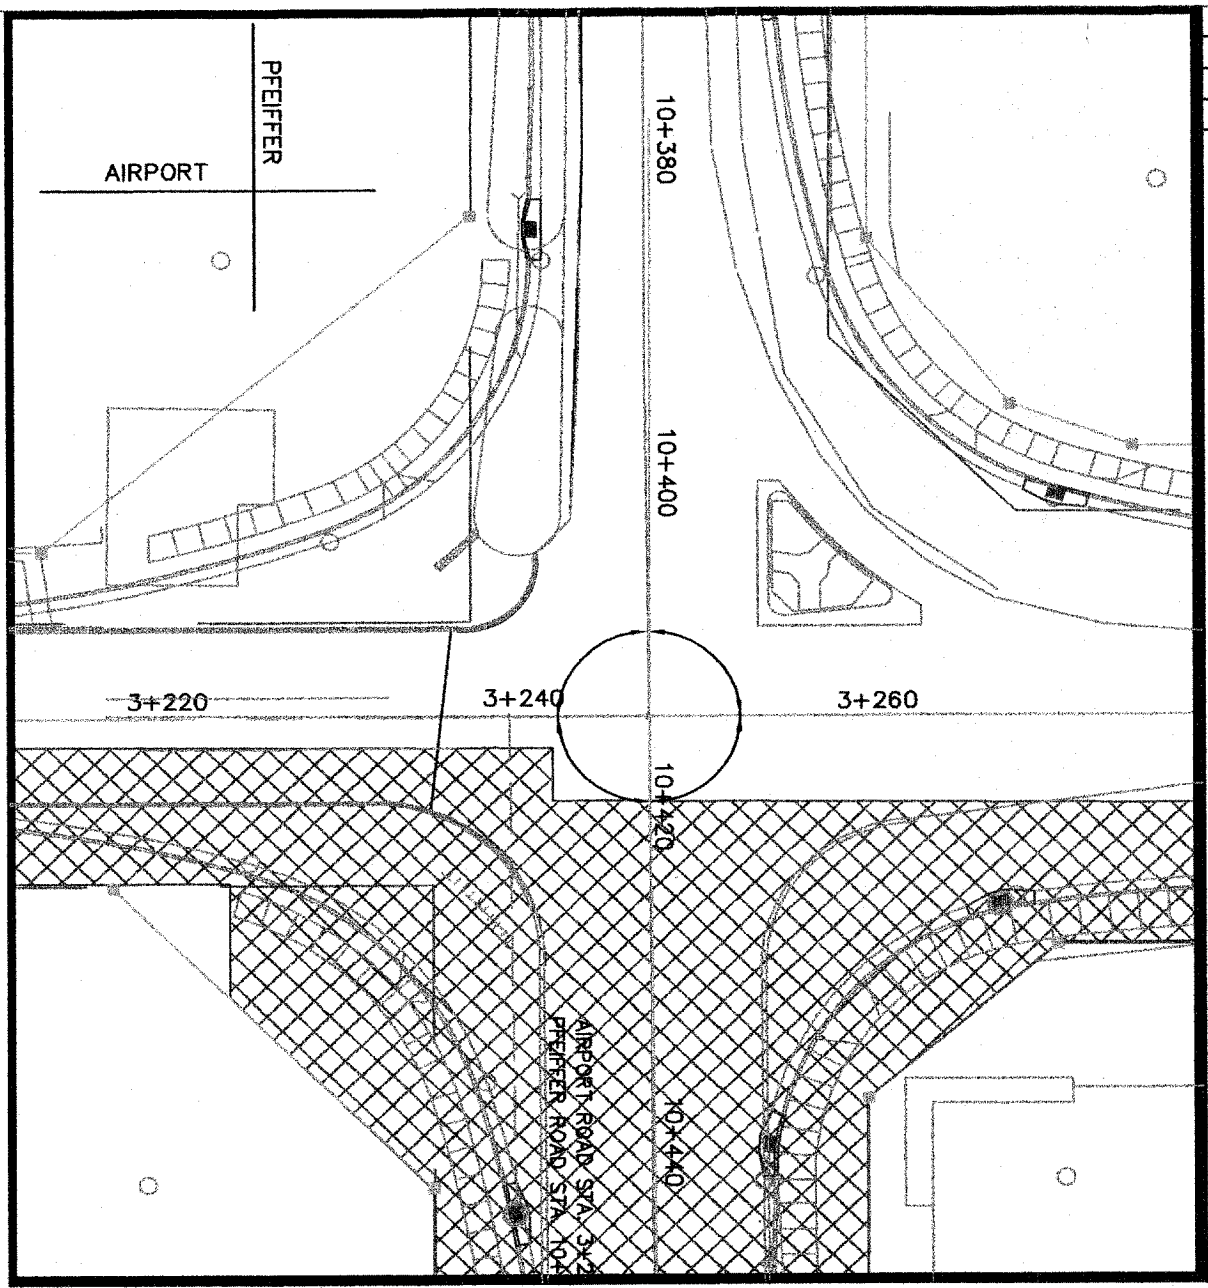 PFEIFFER
AIRPORT
10+380
10+400
3+220
3+240
3+260
10+420
AIRPORT ROAD STA. 3+2
PFEIFFER ROAD STA. 10+
10+440